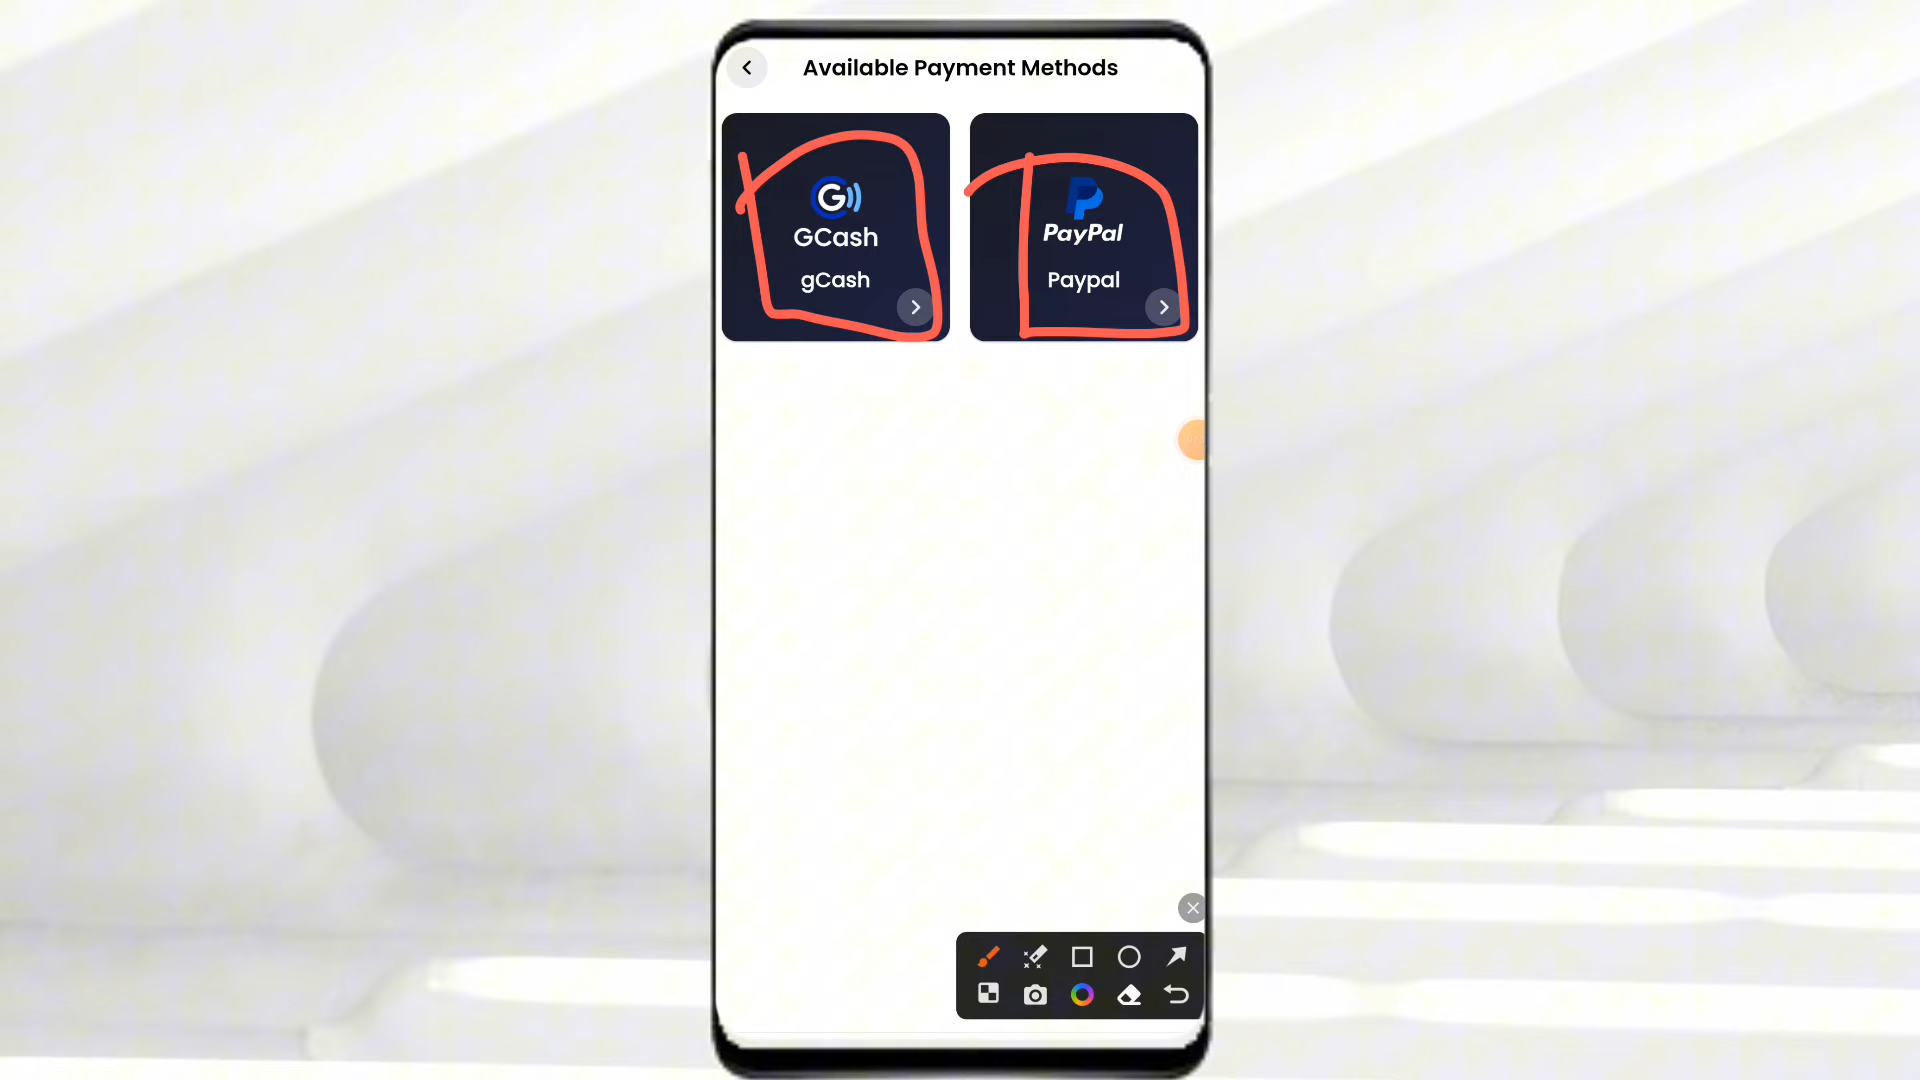 Available Payment Methods
GCash
gCash
PayPal
Paypal